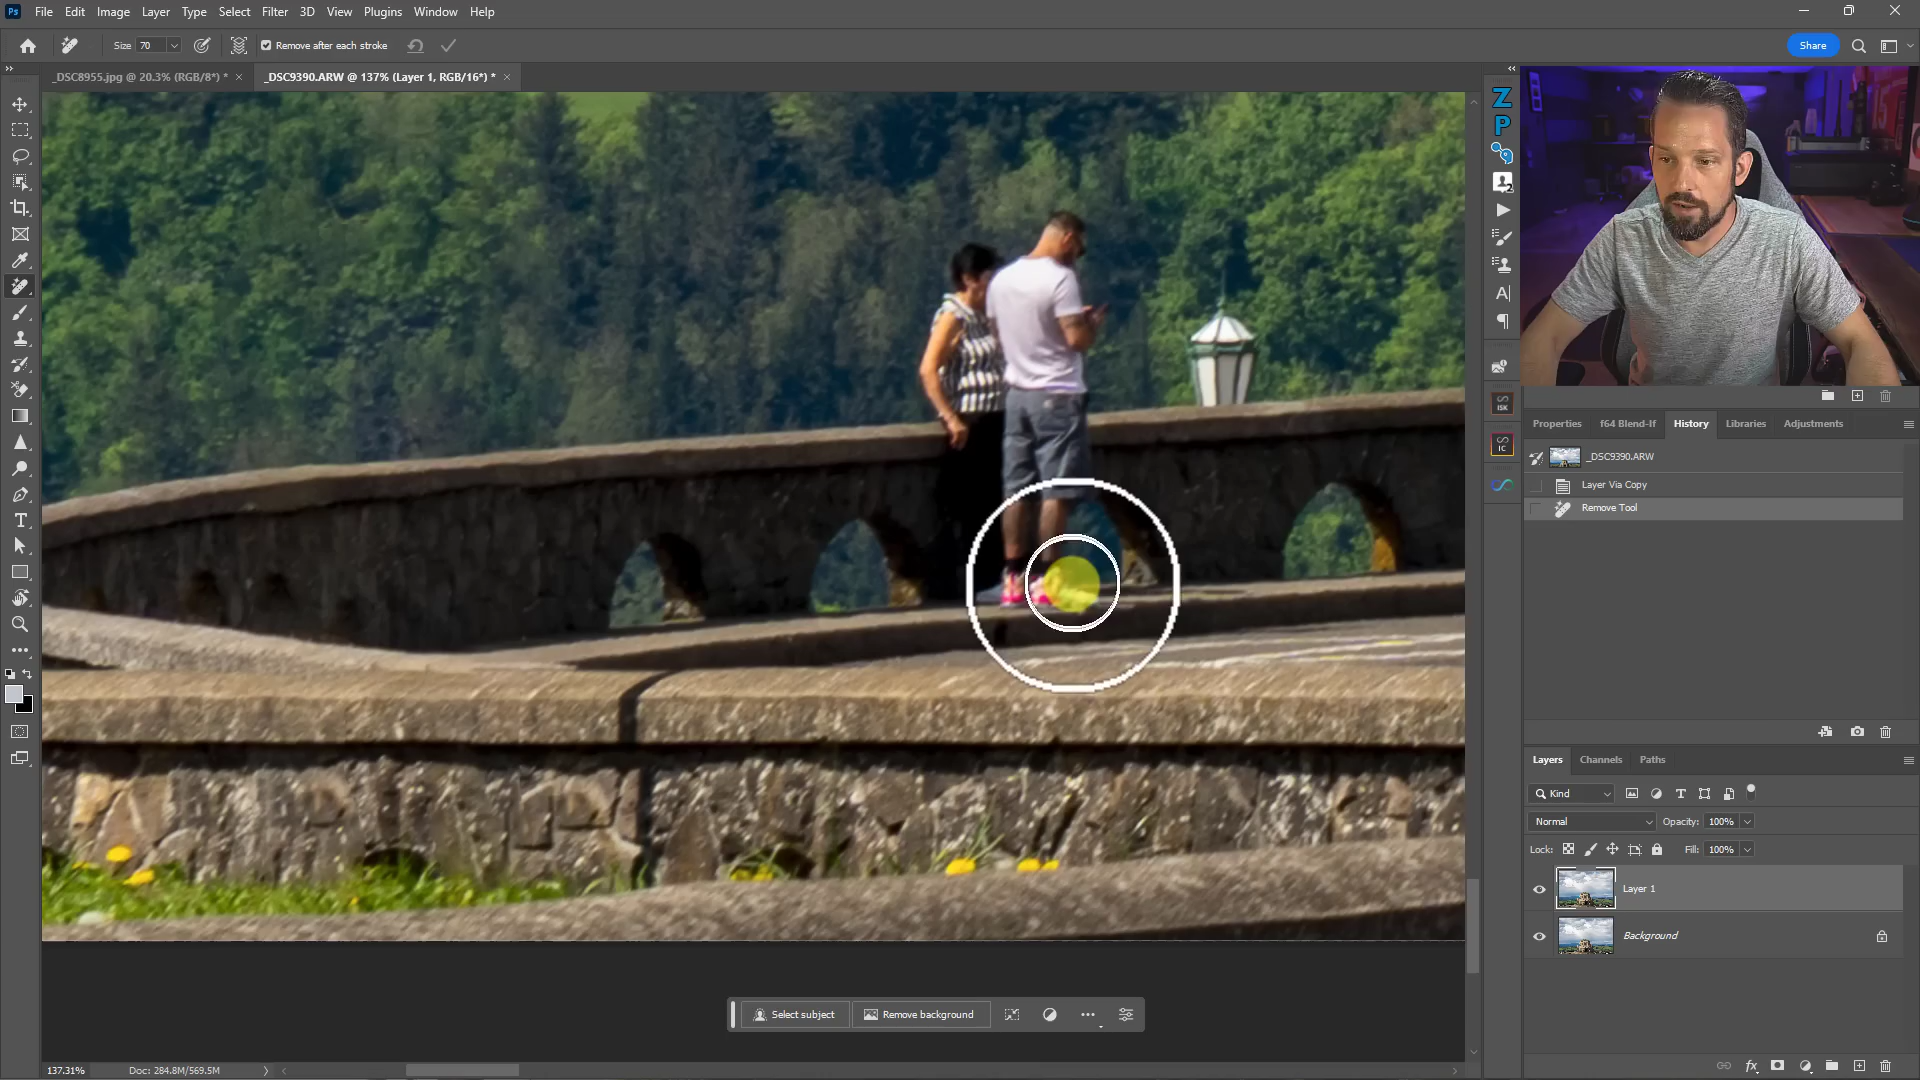 Ps File Edit Image Layer Type Select Filter 3D View Plugins Window Help
Size 70 Remove after each stroke Share
_DSC8955.jpg @ 20.3% (RGB/8*) * × _DSC9390.ARW @ 137% (Layer 1, RGB/16*) * ×
Z
P
Properties f64 Blend-If History Libraries Adjustments
_DSC9390.ARW
Layer Via Copy
Remove Tool
ISK
IC
Layers Channels Paths
Kind
Normal Opacity: 100%
Lock: Fill: 100%
Layer 1
Background
Select subject Remove background
137.31% Doc: 284.8M/569.5M